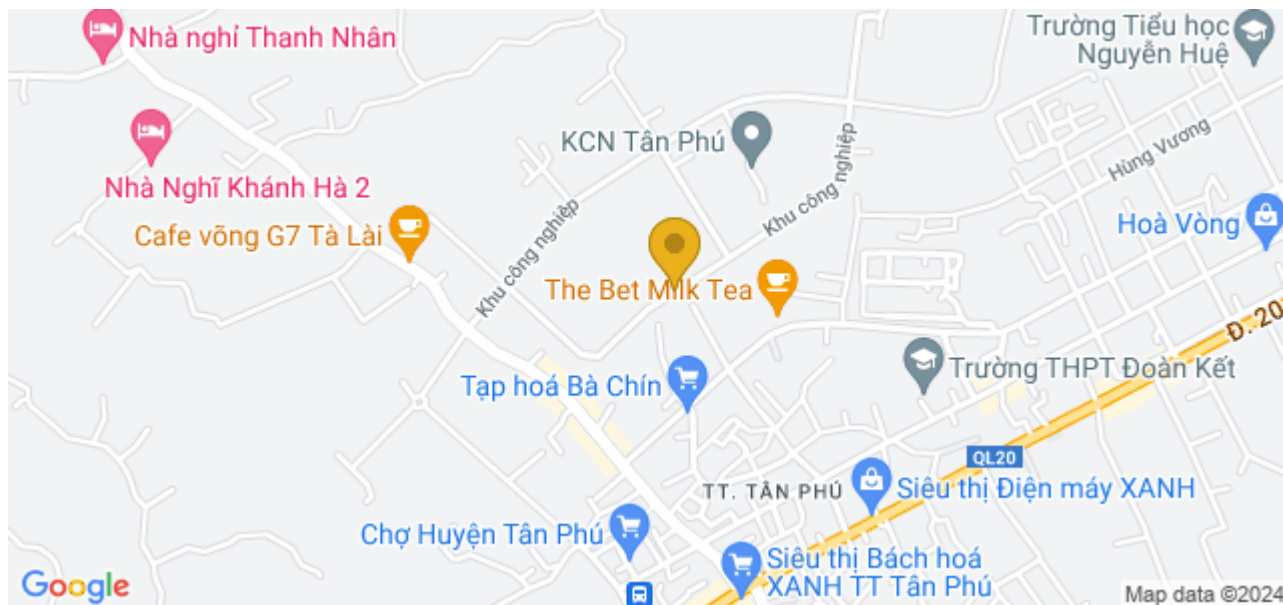 Nhà nghỉ Thanh Nhân
Trường Tiểu học
Nguyễn Huệ
KCN Tân Phú
Khu công nghiệp
Hùng Vương
Nhà Nghĩ Khánh Hà 2
Cafe võng G7 Tà Lài
Khu công nghiệp
Hoà Vòng
The Bet Milk Tea
Đ. 20
Tạp hoá Bà Chín
Trường THPT Đoàn Kết
QL20
TT. TÂN PHÚ
Siêu thị Điện máy XANH
Chợ Huyện Tân Phú
Siêu thị Bách hoá
XANH TT Tân Phú
Google
Map data ©2024